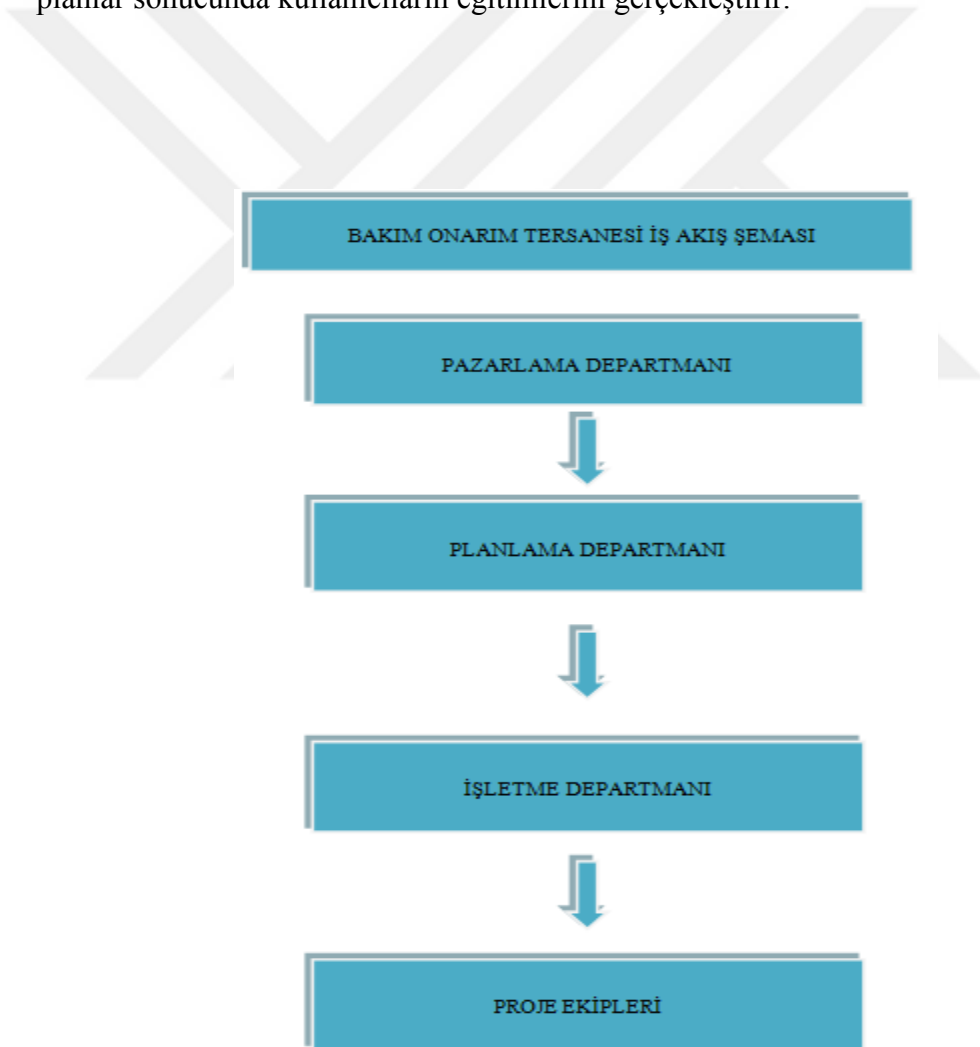 planlar sonucunda kullanıcıların eğitimlerini gerçekleştirir.
BAKIM ONARIM TERSANESİ İŞ AKIŞ ŞEMASI
PAZARLAMA DEPARTMANI
PLANLAMA DEPARTMANI
İŞLETME DEPARTMANI
PROJE EKİPLERİ